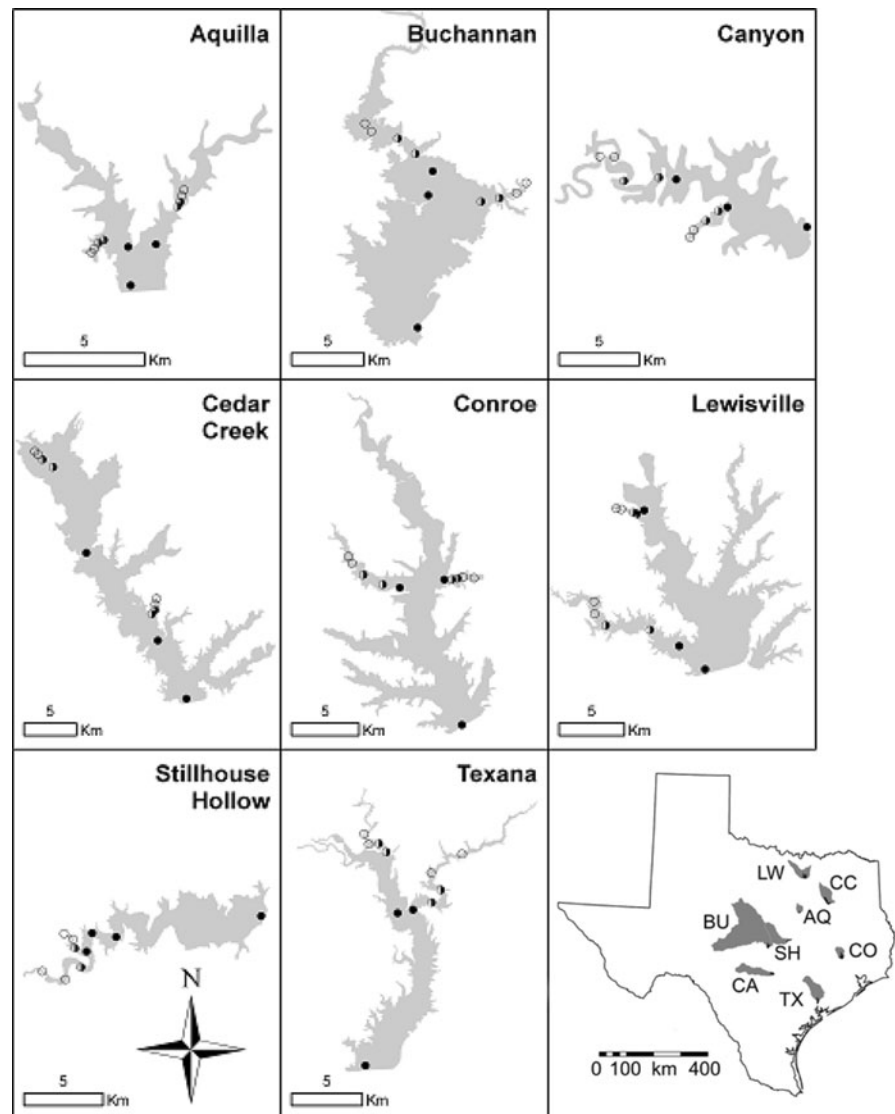 Aquilla
5
Km
Buchannan
5
Km
Canyon
5
Km
Cedar
Creek
5
Km
Conroe
5
Km
Lewisville
5
Km
Stillhouse
Hollow
N
5
Km
Texana
5
Km
LW
CC
AQ
BU
SH
CO
CA
TX
0 100 km 400